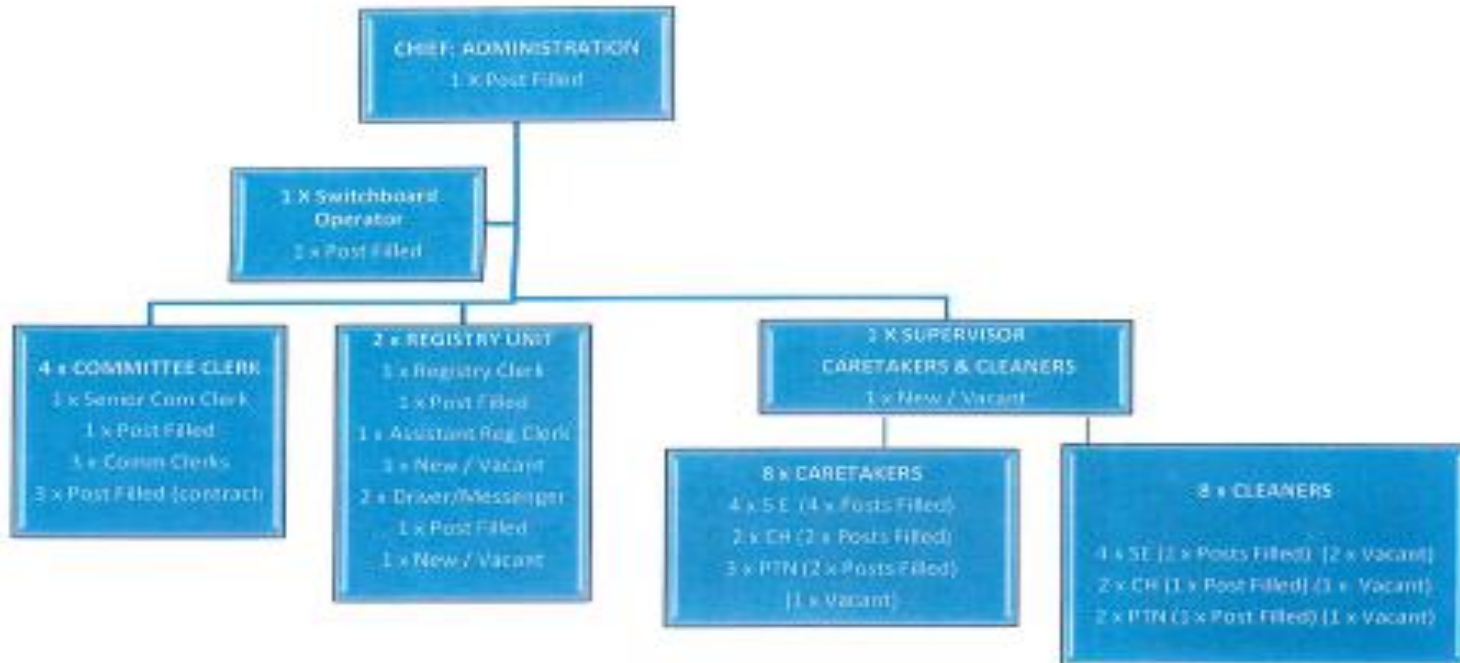 CHIEF: ADMINISTRATION
1 X Post Filled
1 X Switchboard
Operator
1 x Post Filled
4 x COMMITTEE CLERK
1 x Senior Com Clerk
1 x Post Filled
3 x Comm Clerks
3 x Post Filled (contract)
2 x REGISTRY UNIT
1 x Registry Clerk
1 x Post Filled
1 x Assistant Reg Clerk
1 x New / Vacant
2 x Driver/Messenger
1 x Post Filled
1 x New / Vacant
1 X SUPERVISOR
CARETAKERS & CLEANERS
1 x New / Vacant
8 x CARETAKERS
4 x SE (4 x Posts Filled)
2 x CH (2 x Posts Filled)
3 x PTN (2 x Posts Filled)
(1 x Vacant)
8 x CLEANERS
4 x SE (1 x Posts Filled) (2 x Vacant)
2 x CH (1 x Post Filled) (1 x Vacant)
2 x PTN (1 x Post Filled) (1 x Vacant)